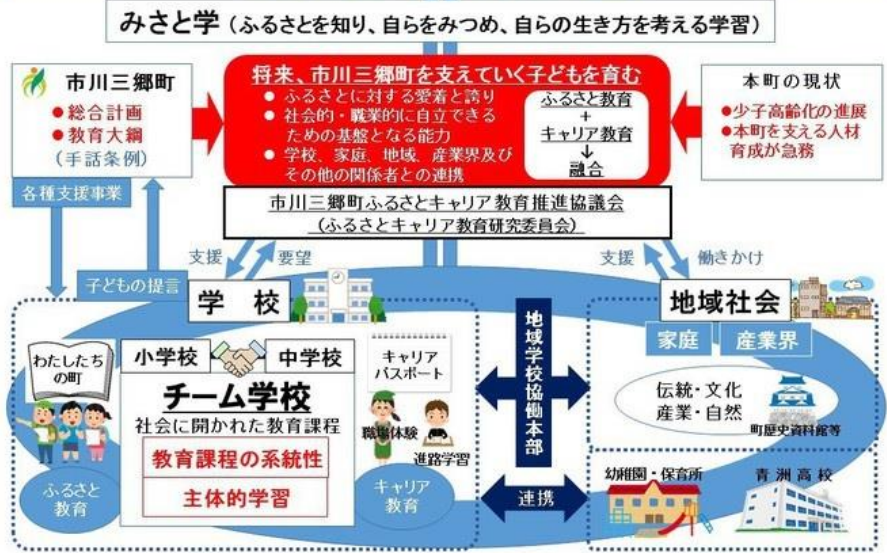 みさと学（ふるさとを知り、自らをみつめ、自らの生き方を考える学習）
市川三郷町
● 総合計画
● 教育大綱
（手話条例）
将来、市川三郷町を支えていく子どもを育む
● ふるさとに対する愛着と誇り
● 社会的・職業的に自立できる
ための基盤となる能力
● 学校、家庭、地域、産業界及び
その他の関係者との連携
ふるさと教育
＋
キャリア教育
↓
融合
本町の現状
●少子高齢化の進展
●本町を支える人材
育成が急務
各種支援事業
市川三郷町ふるさとキャリア教育推進協議会
（ふるさとキャリア教育研究委員会）
支援
要望
支援
働きかけ
子どもの提言
学校
地域社会
家庭
産業界
わたしたち
の町
小学校
中学校
チーム学校
社会に開かれた教育課程
教育課程の系統性
主体的学習
キャリア
パスポート
職場体験
進路学習
ふるさと
教育
キャリア
教育
地域学校協働本部
連携
伝統・文化
産業・自然
町歴史資料館等
幼稚園・保育所
青洲高校